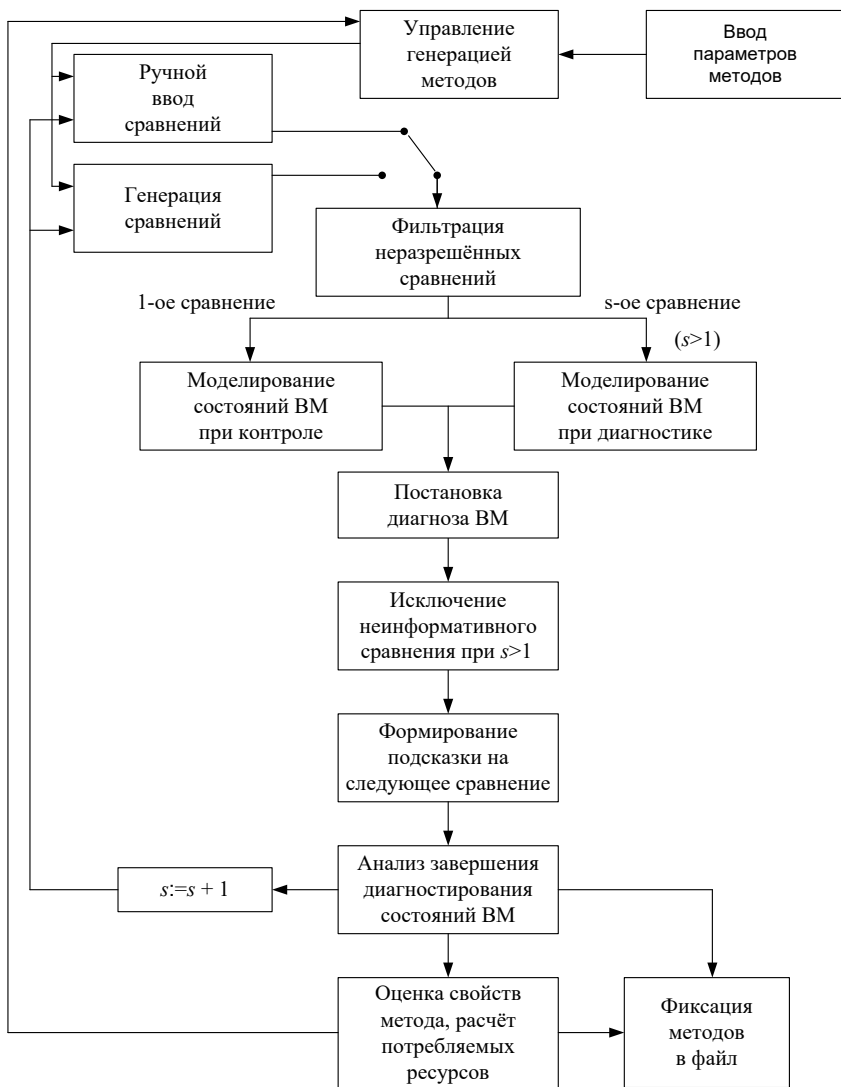 Управление
генерацией
методов
Ввод
параметров
методов
Ручной
ввод
сравнений
Генерация
сравнений
Фильтрация
неразрешённых
сравнений
1-ое сравнение
s-ое сравнение
(s>1)
Моделирование
состояний ВМ
при контроле
Моделирование
состояний ВМ
при диагностике
Постановка
диагноза ВМ
Исключение
неинформативного
сравнения при s>1
Формирование
подсказки на
следующее сравнение
Анализ завершения
диагностирования
состояний ВМ
s:=s + 1
Оценка свойств
метода, расчёт
потребляемых
ресурсов
Фиксация
методов
в файл